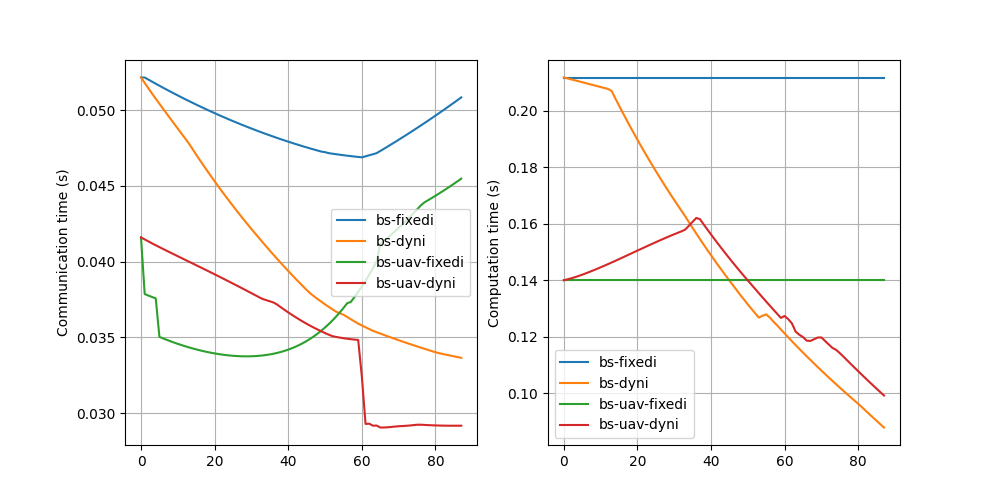 Communication time (s)
0.050
0.045
0.040
0.035
0.030
0
20
40
60
80
bs-fixedi
bs-dyni
bs-uav-fixedi
bs-uav-dyni
Computation time (s)
0.20
0.18
0.16
0.14
0.12
0.10
0
20
40
60
80
bs-fixedi
bs-dyni
bs-uav-fixedi
bs-uav-dyni